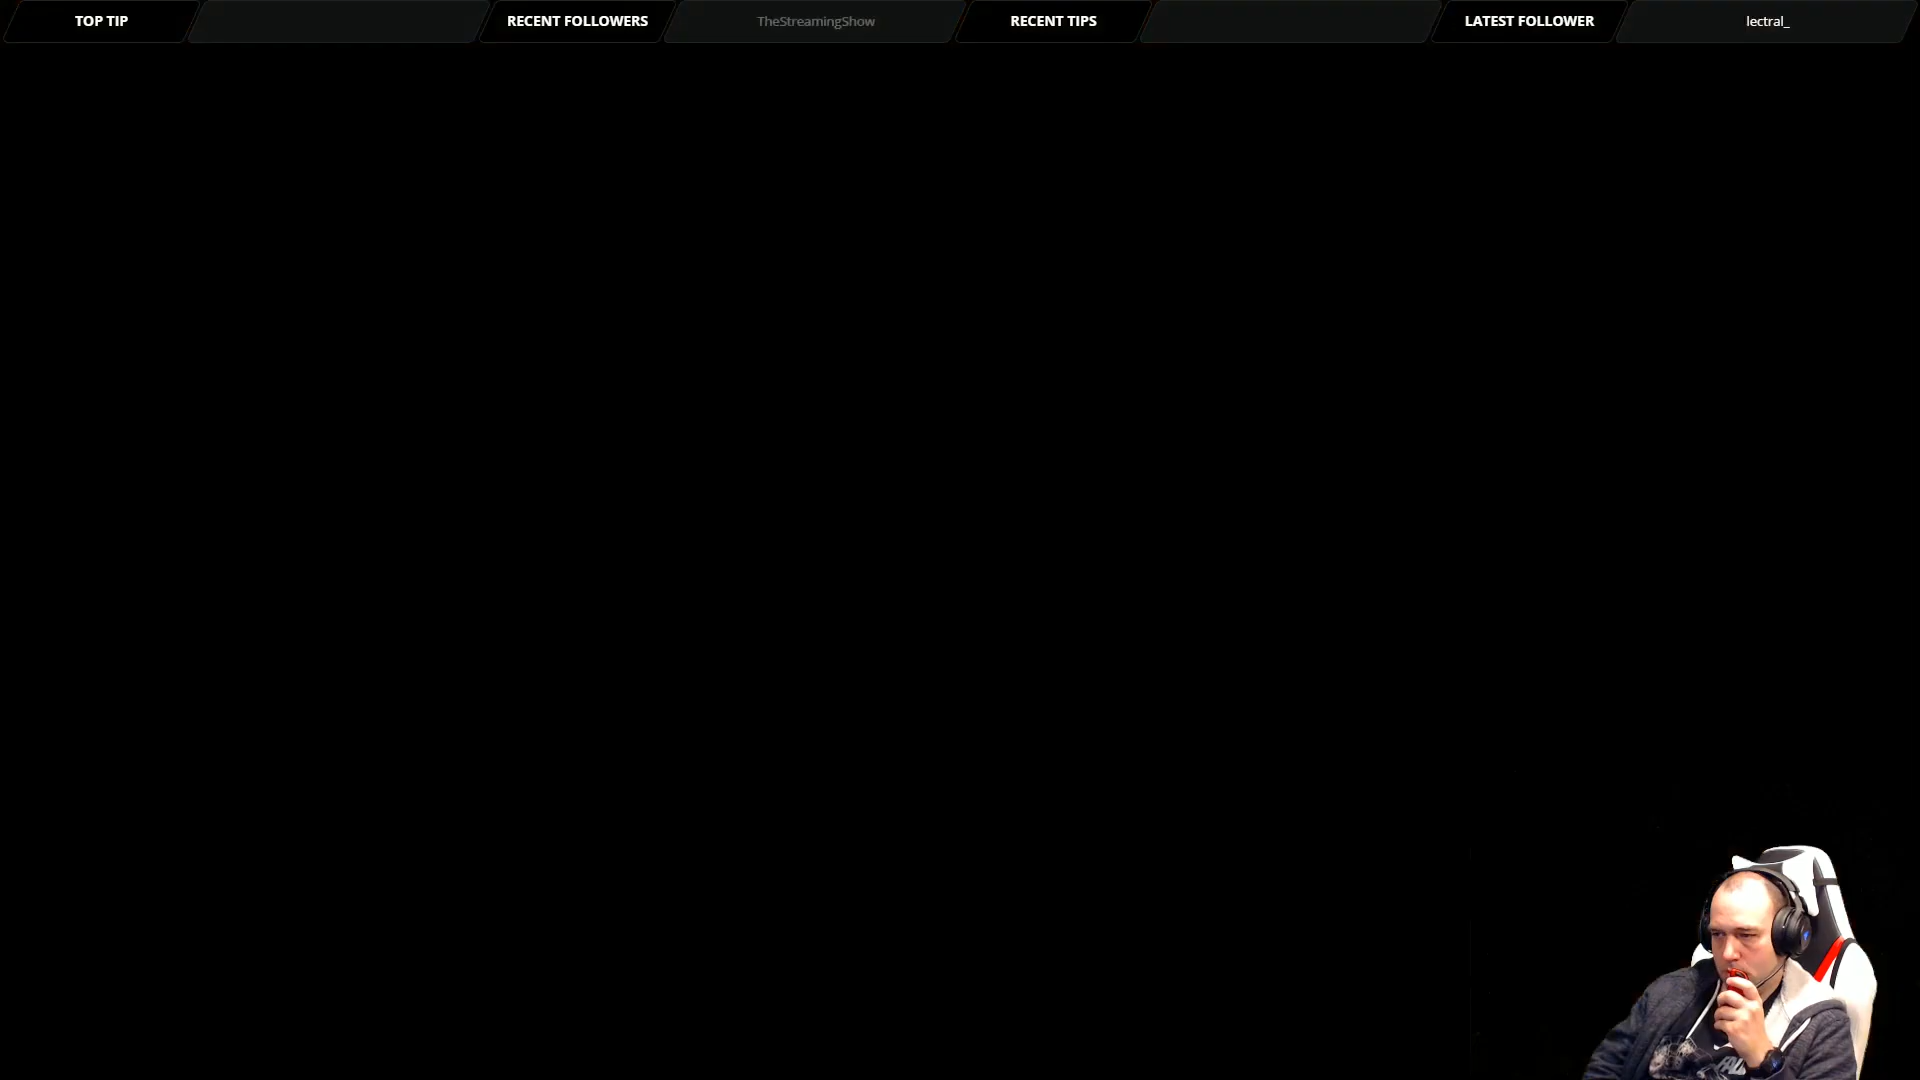 TOP TIP
RECENT FOLLOWERS
TheStreamingShow
RECENT TIPS
LATEST FOLLOWER
lectral_